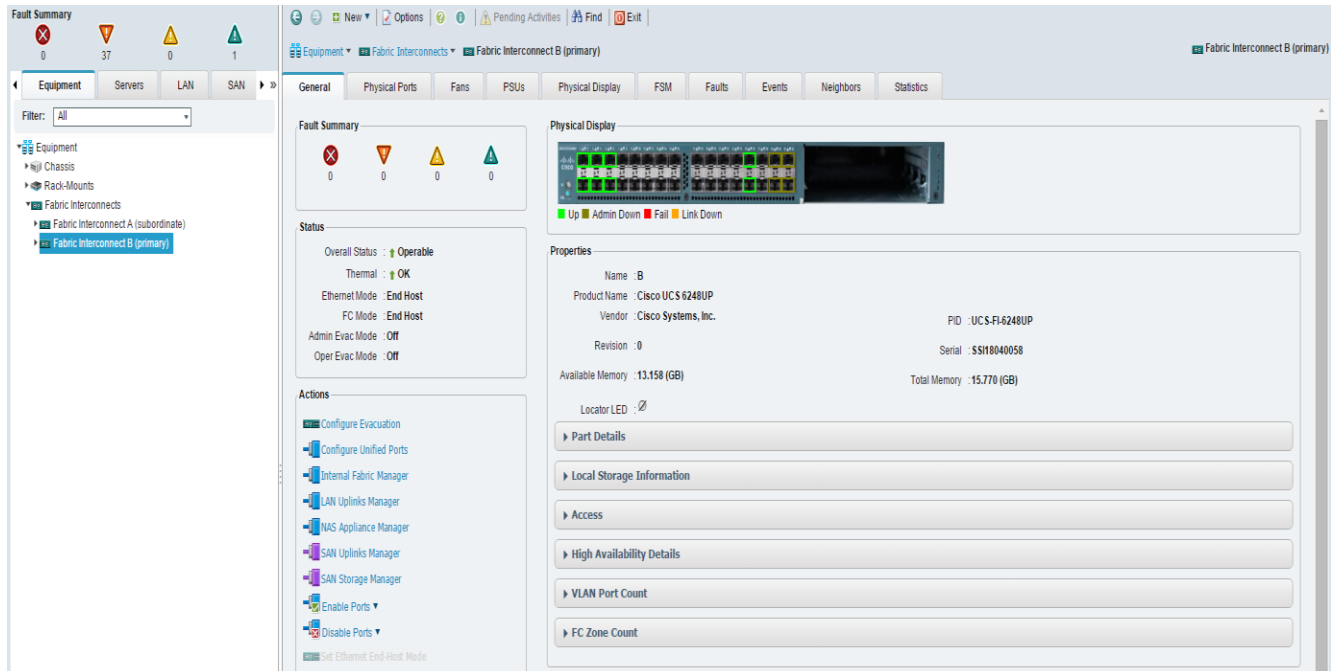 Fault Summary
0 37 0 1
New Options Pending Activities Find Exit
Equipment Fabric Interconnects Fabric Interconnect B (primary)
Fabric Interconnect B (primary)
Equipment Servers LAN SAN »
Filter: All
Equipment
Chassis
Rack-Mounts
Fabric Interconnects
Fabric Interconnect A (subordinate)
Fabric Interconnect B (primary)
General Physical Ports Fans PSUs Physical Display FSM Faults Events Neighbors Statistics
Fault Summary
0 0 0 0
Status
Overall Status : Operable
Thermal : OK
Ethernet Mode : End Host
FC Mode : End Host
Admin Evac Mode : Off
Oper Evac Mode : Off
Actions
Configure Evacuation
Configure Unified Ports
Internal Fabric Manager
LAN Uplinks Manager
NAS Appliance Manager
SAN Uplinks Manager
SAN Storage Manager
Enable Ports
Disable Ports
Set Ethernet End-Host Mode
Physical Display
CISCO
Up Admin Down Fail Link Down
Properties
Name : B
Product Name : Cisco UCS 6248UP
Vendor : Cisco Systems, Inc.
PID : UCS-FI-6248UP
Revision : 0
Serial : SSI18040058
Available Memory : 13.158 (GB)
Total Memory : 15.770 (GB)
Locator LED :
Part Details
Local Storage Information
Access
High Availability Details
VLAN Port Count
FC Zone Count